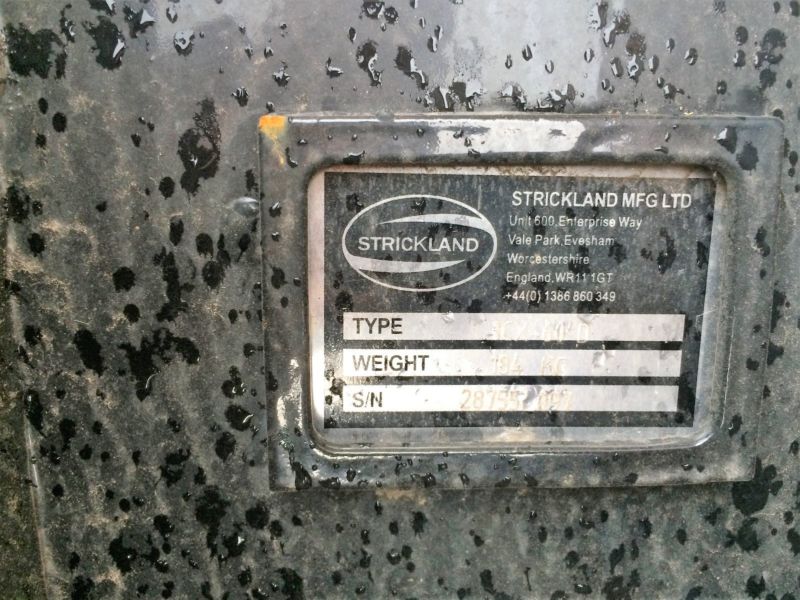 STRICKLAND
STRICKLAND MFG LTD
Unit 600,Enterprise Way
Vale Park,Evesham
Worcestershire
England,WR11 1GT
+44(0) 1386 860 349
TYPE
WEIGHT KG
S/N